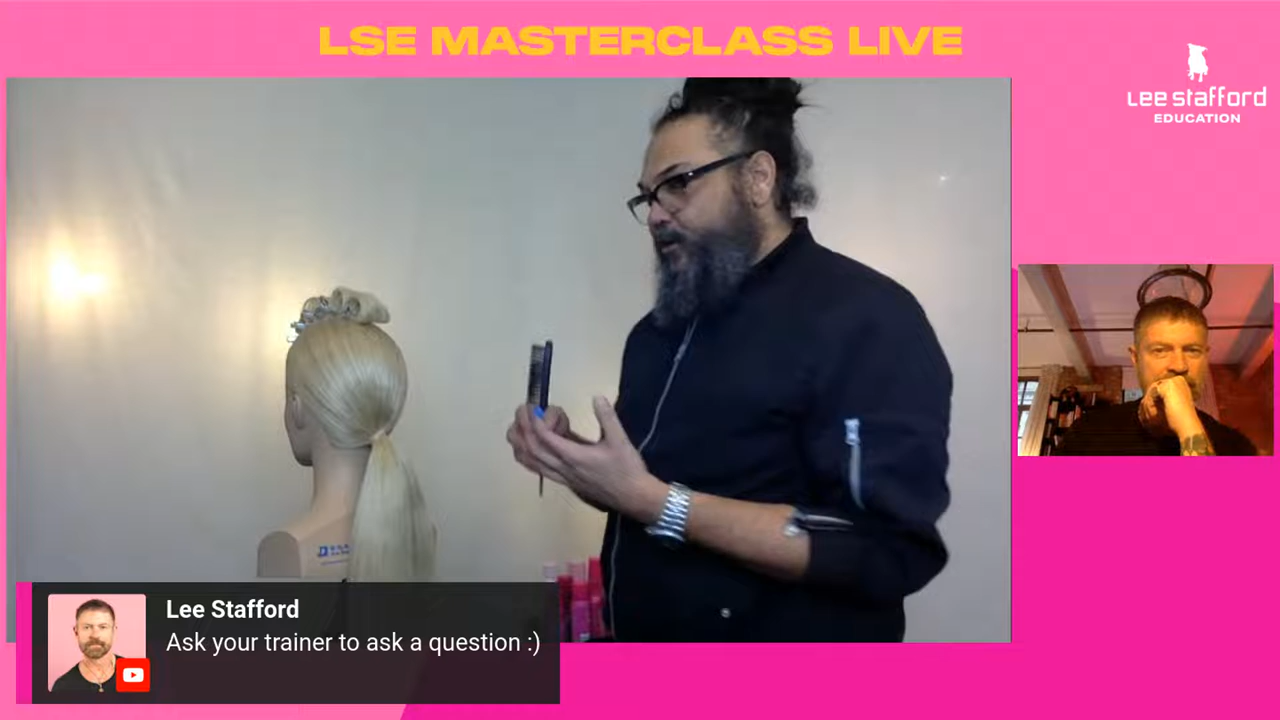 LSE MASTERCLASS LIVE
Lee Stafford
EDUCATION
Lee Stafford
Ask your trainer to ask a question :)